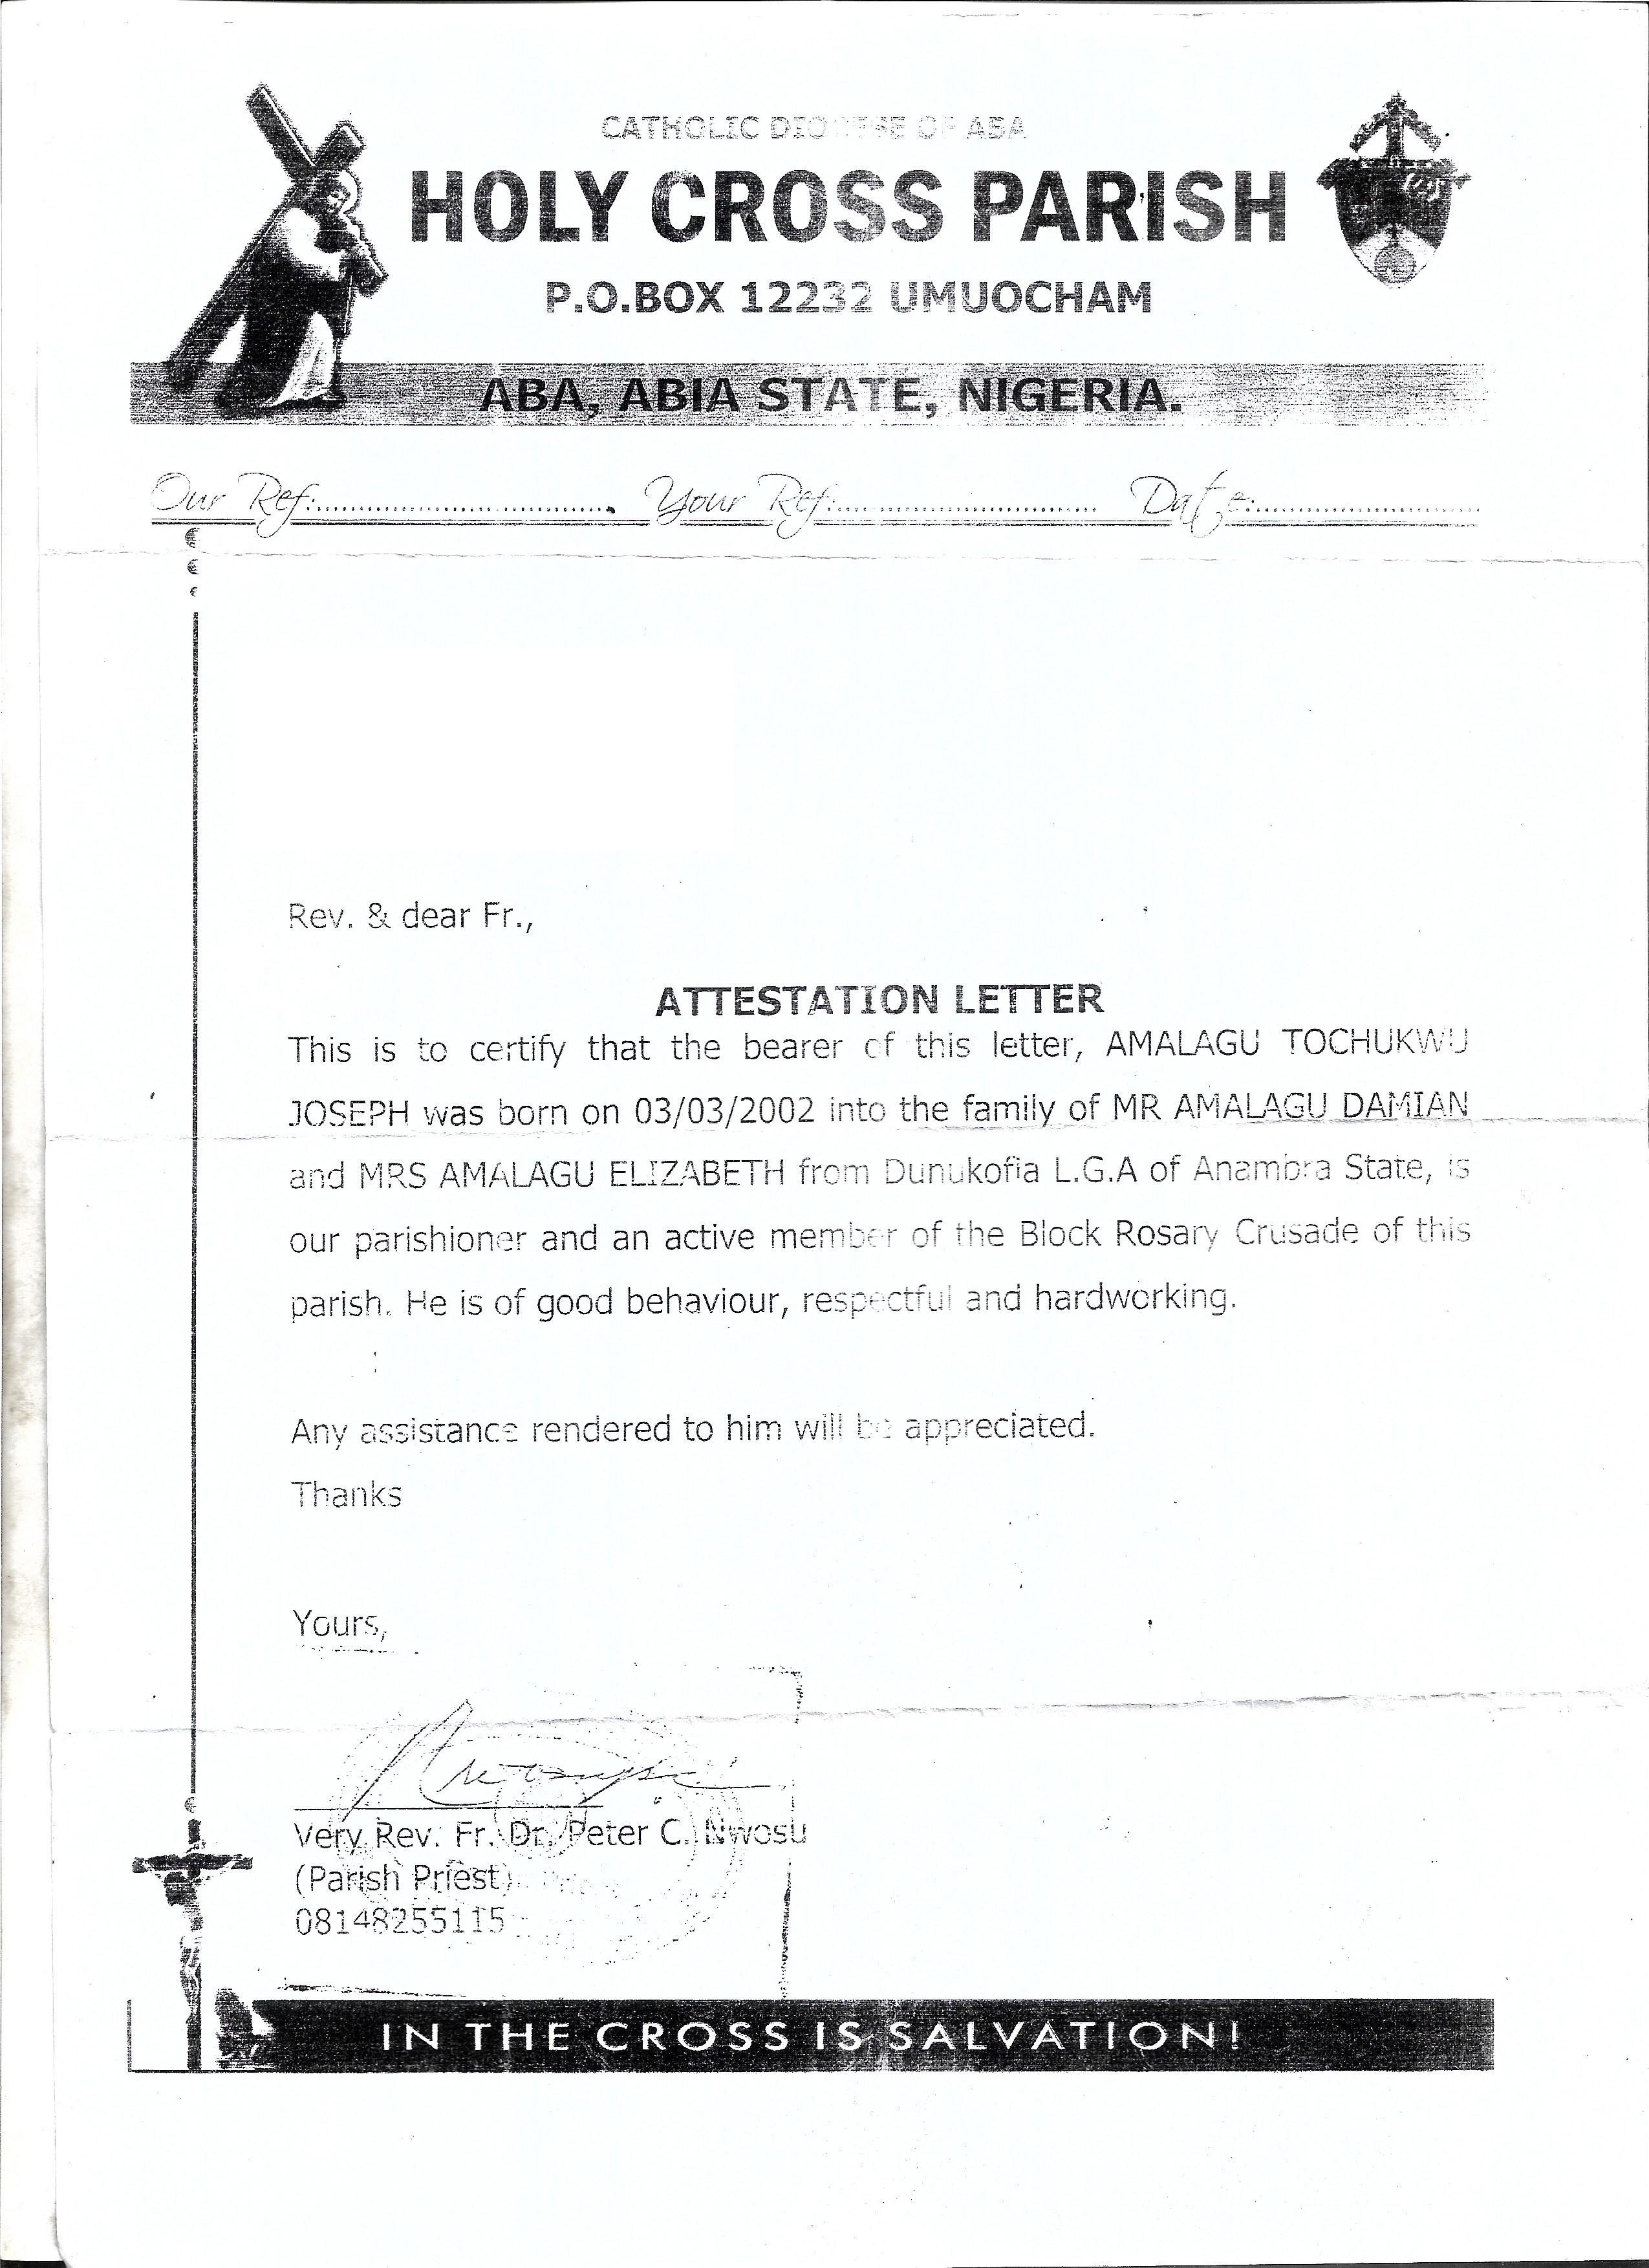 CATHOLIC DIOCESE OF ABA
HOLY CROSS PARISH
P.O.BOX 12232 UMUOCHAM
ABA, ABIA STATE, NIGERIA.
Our Ref:.............................. Your Ref:.............................. Date:..............................
Rev. & dear Fr.,
ATTESTATION LETTER
This is to certify that the bearer of this letter, AMALAGU TOCHUKWU
JOSEPH was born on 03/03/2002 into the family of MR AMALAGU DAMIAN
and MRS AMALAGU ELIZABETH from Dunukofia L.G.A of Anambra State, is
our parishioner and an active member of the Block Rosary Crusade of this
parish. He is of good behaviour, respectful and hardworking.
Any assistance rendered to him will be appreciated.
Thanks
Yours,
Very Rev. Fr. Dr. Peter C. Nwosu
(Parish Priest)
08148255115
IN THE CROSS IS SALVATION!